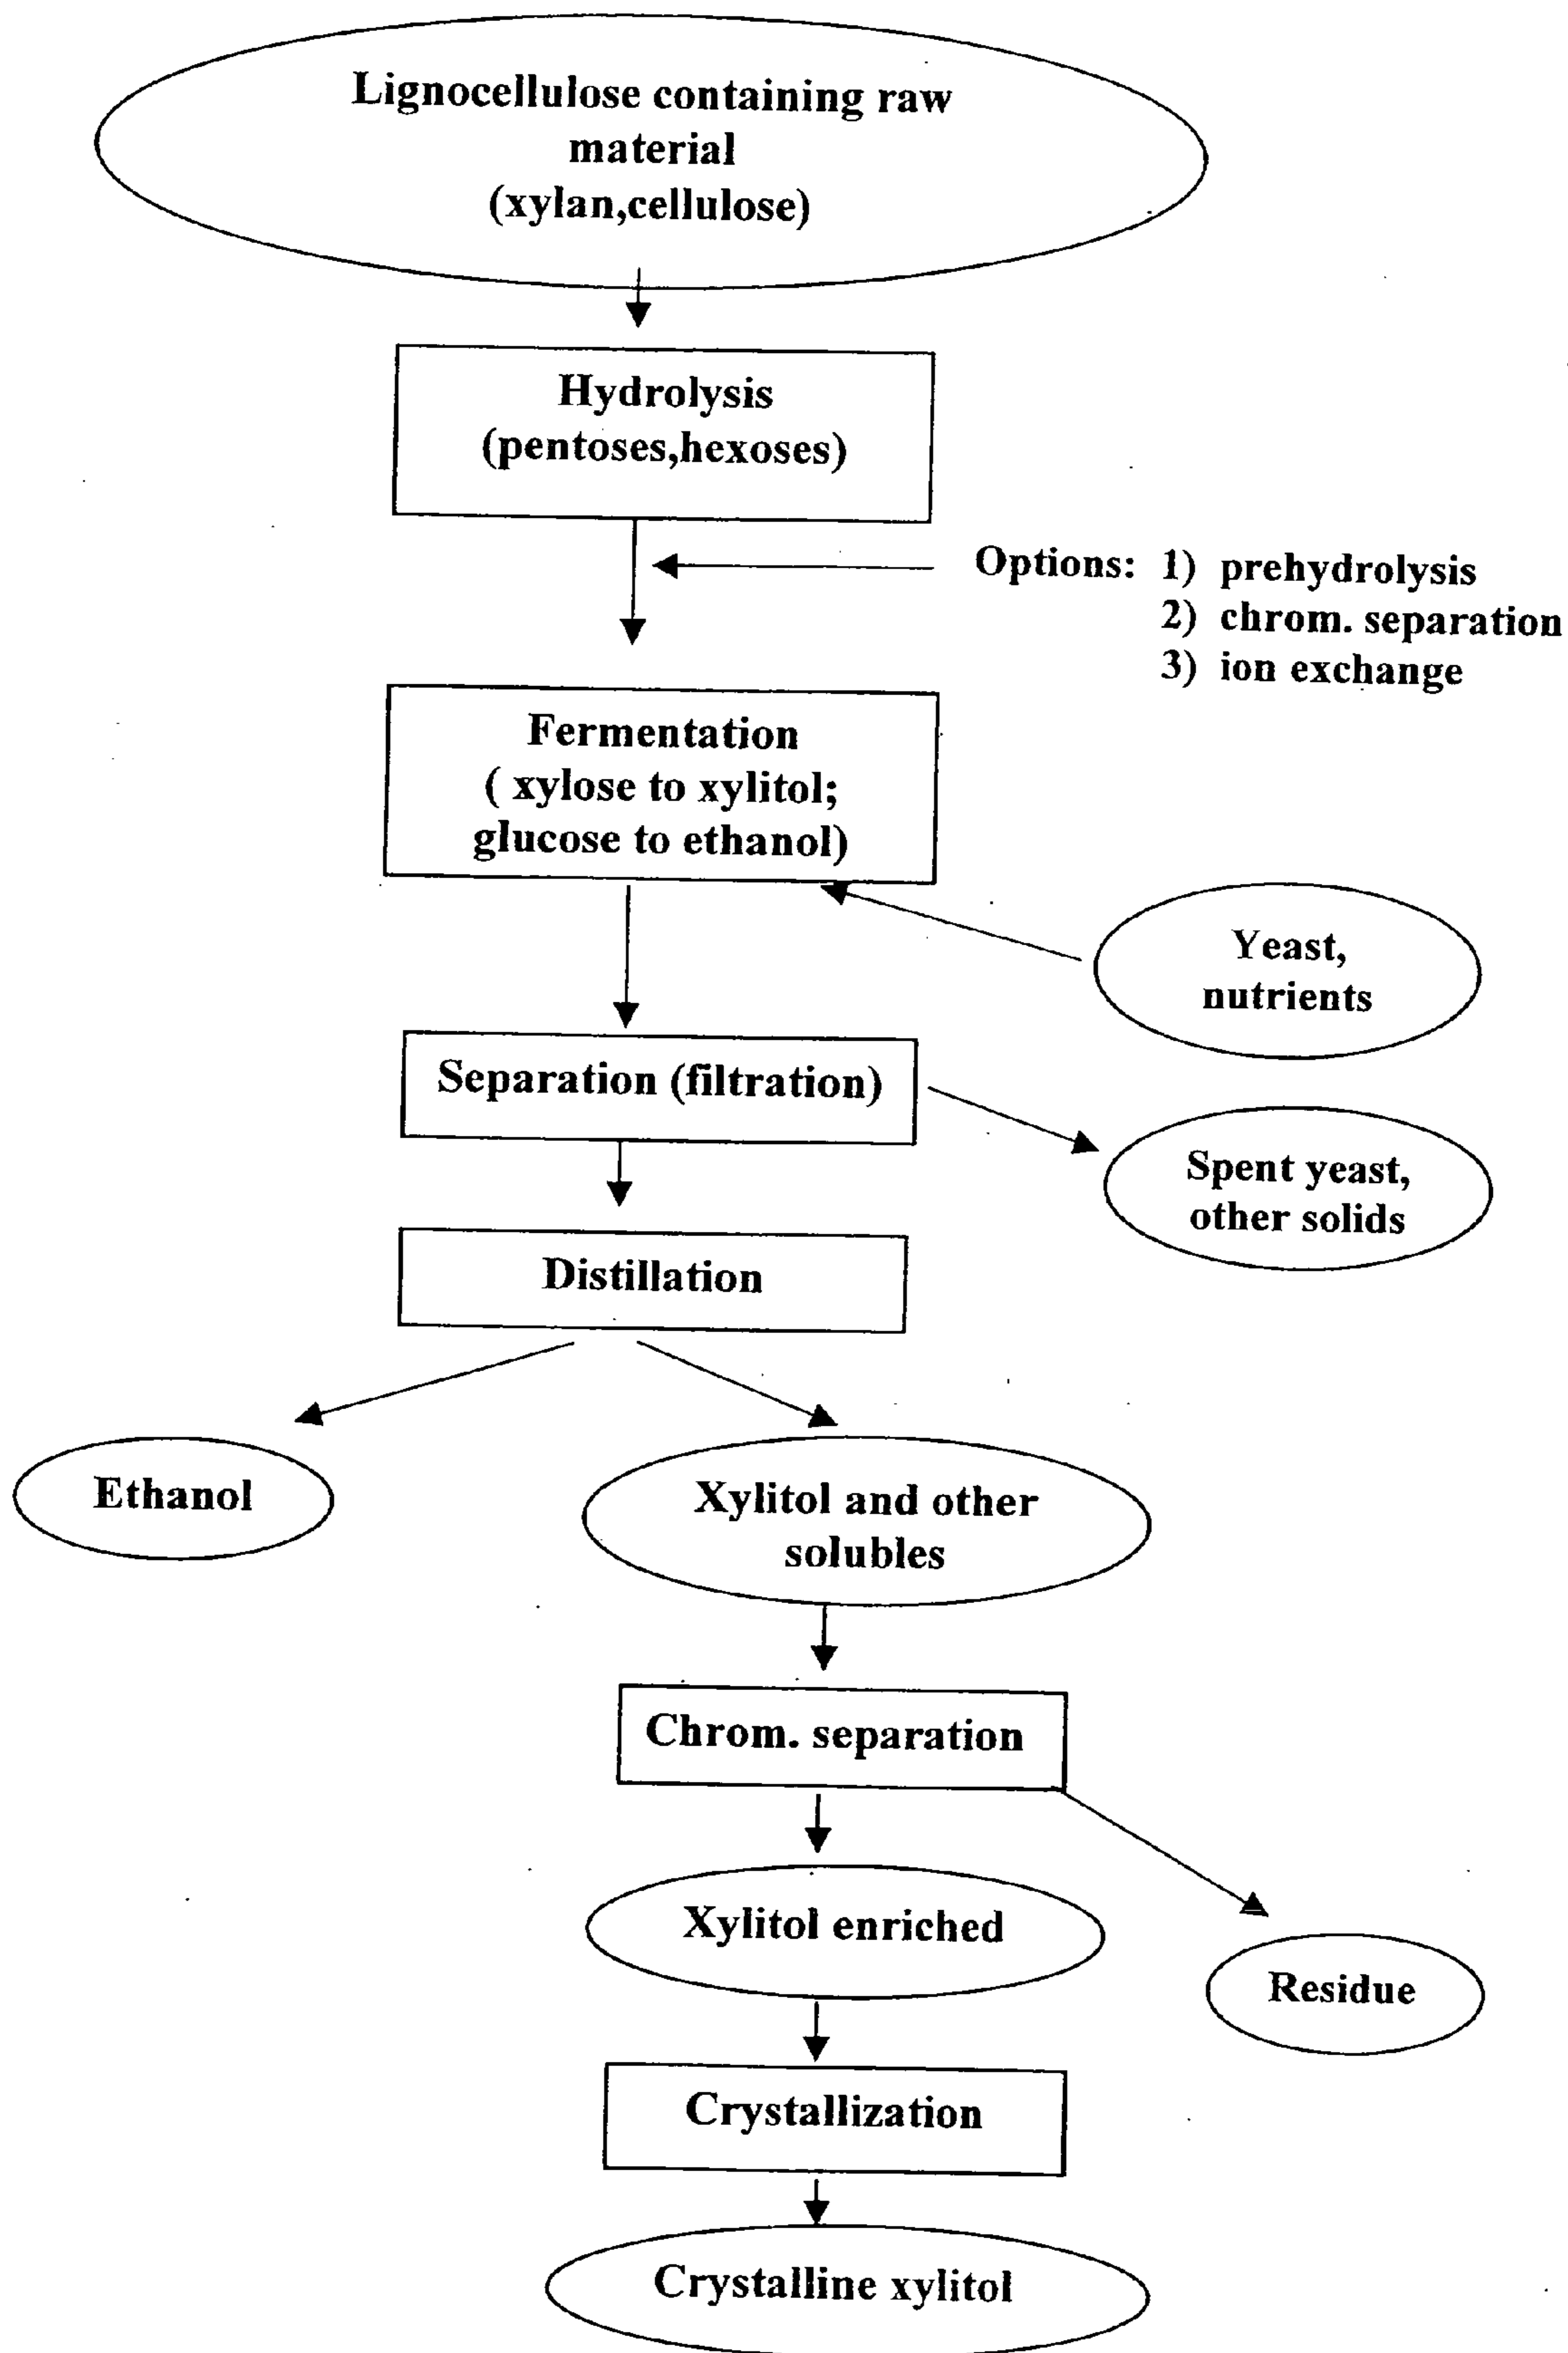 Lignocellulose containing raw
material
(xylan,cellulose)
Hydrolysis
(pentoses,hexoses)
Options: 1) prehydrolysis
2) chrom. separation
3) ion exchange
Fermentation
( xylose to xylitol;
glucose to ethanol)
Yeast,
nutrients
Separation (filtration)
Spent yeast,
other solids
Distillation
Ethanol
Xylitol and other
solubles
Chrom. separation
Xylitol enriched
Residue
Crystallization
Crystalline xylitol